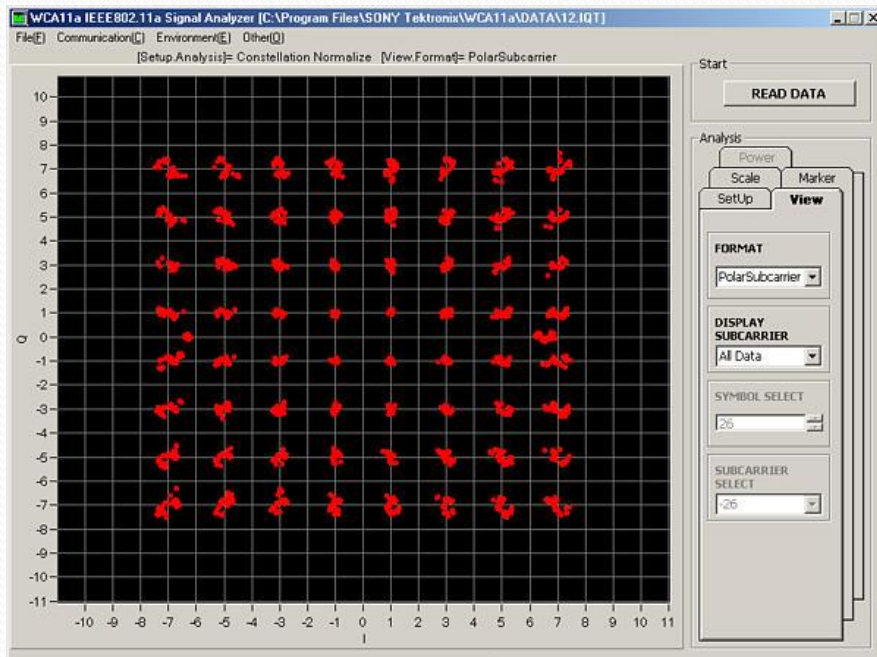 WCA11a IEEE802.11a Signal Analyzer [C:\Program Files\SONY Tektronix\WCA11a\DATA\12.IQT]
File(F) Communication(C) Environment(E) Other(O)
[Setup.Analysis]= Constellation Normalize [View.Format]= PolarSubcarrier
Start
READ DATA
Analysis
Power
Scale Marker
SetUp View
FORMAT
PolarSubcarrier
DISPLAY
SUBCARRIER
All Data
SYMBOL SELECT
26
SUBCARRIER
SELECT
-26
10
9
8
7
6
5
4
3
2
1
0
-1
-2
-3
-4
-5
-6
-7
-8
-9
-10
-11
Q
-10 -9 -8 -7 -6 -5 -4 -3 -2 -1 0 1 2 3 4 5 6 7 8 9 10 11
I